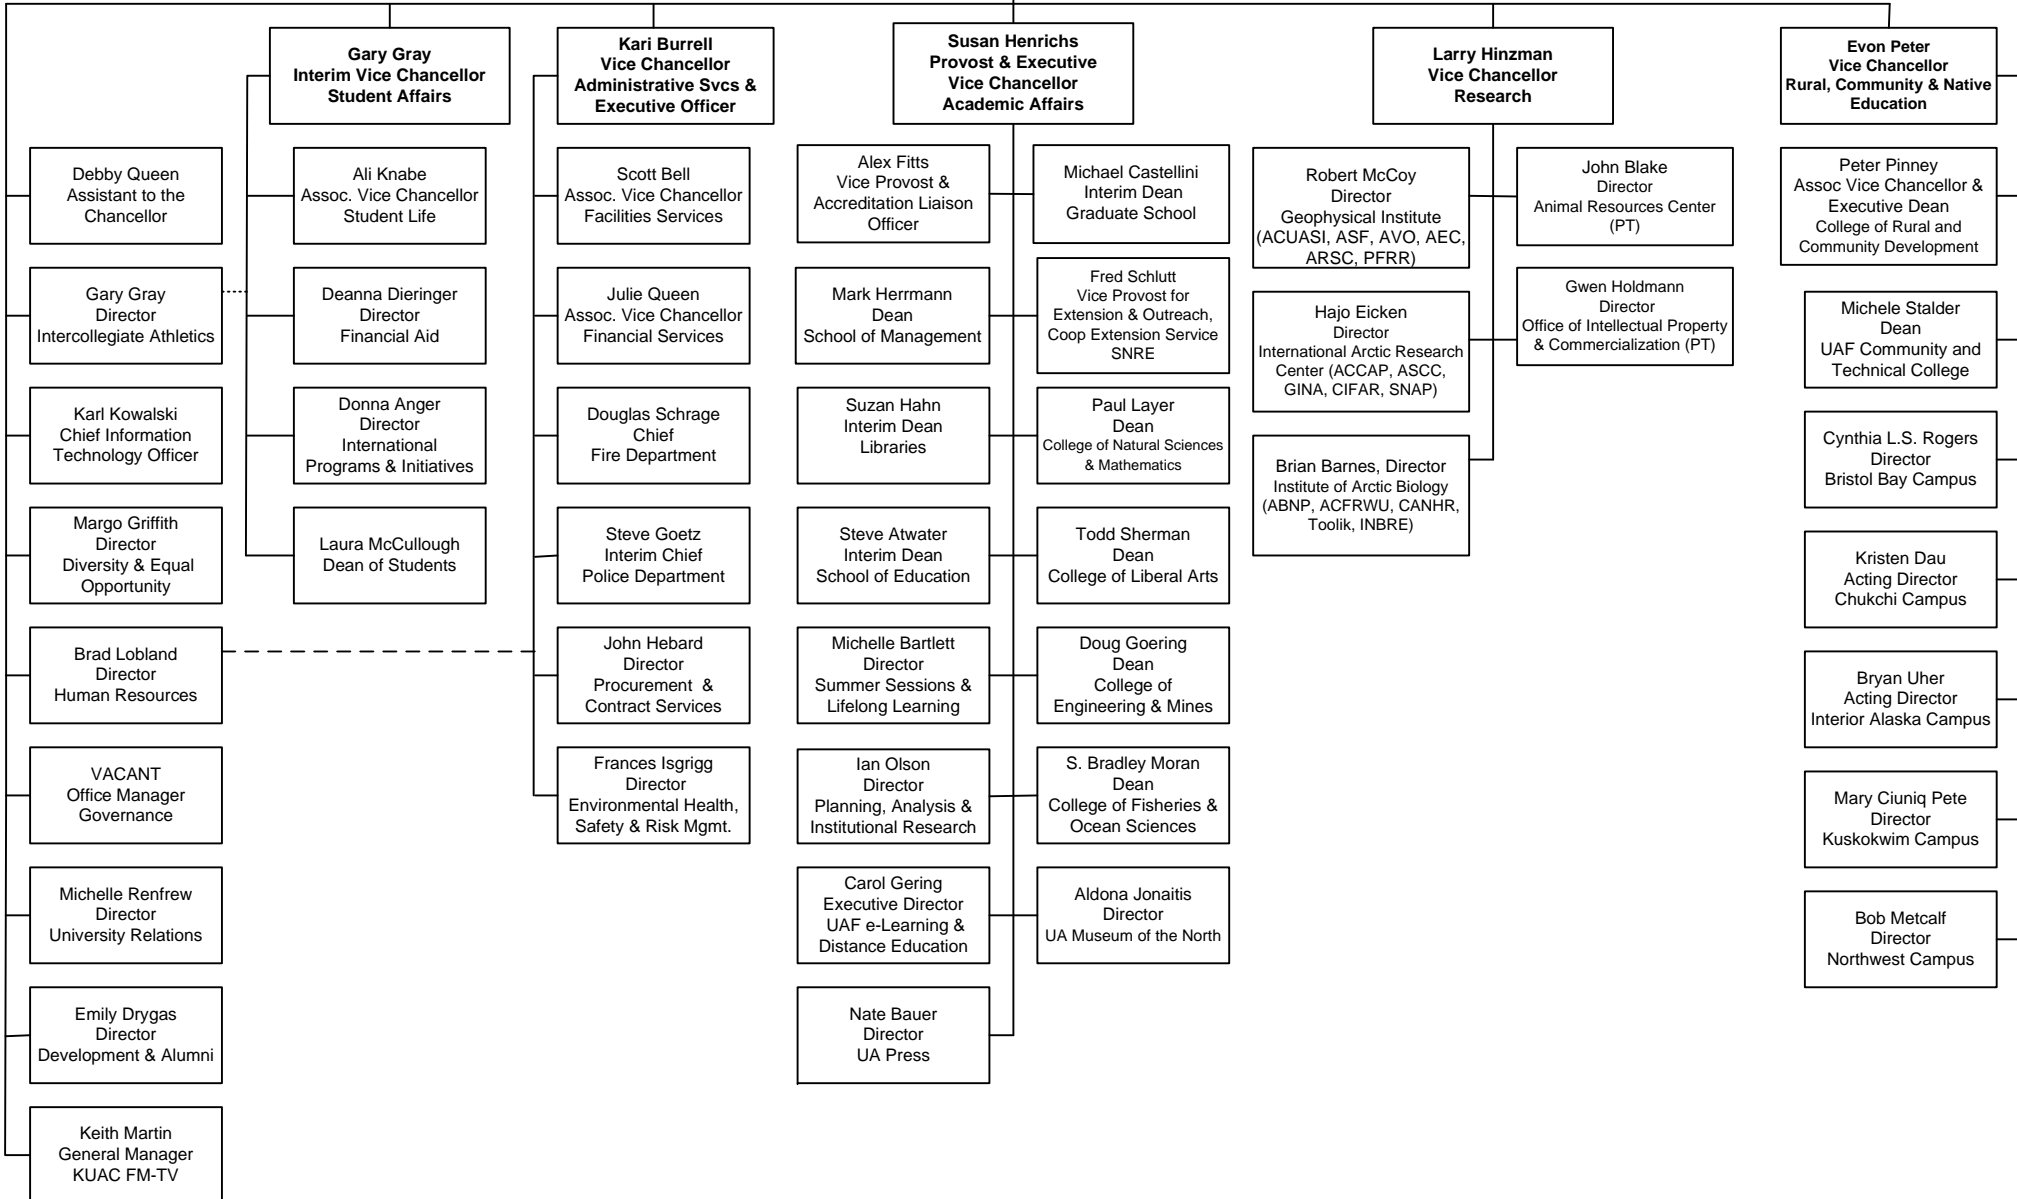 Gary Gray
Interim Vice Chancellor
Student Affairs
Kari Burrell
Vice Chancellor
Administrative Svcs &
Executive Officer
Susan Henrichs
Provost & Executive
Vice Chancellor
Academic Affairs
Larry Hinzman
Vice Chancellor
Research
Evon Peter
Vice Chancellor
Rural, Community & Native
Education
Debby Queen
Assistant to the
Chancellor
Gary Gray
Director
Intercollegiate Athletics
Karl Kowalski
Chief Information
Technology Officer
Margo Griffith
Director
Diversity & Equal
Opportunity
Brad Lobland
Director
Human Resources
VACANT
Office Manager
Governance
Michelle Renfrew
Director
University Relations
Emily Drygas
Director
Development & Alumni
Keith Martin
General Manager
KUAC FM-TV
Ali Knabe
Assoc. Vice Chancellor
Student Life
Deanna Dieringer
Director
Financial Aid
Donna Anger
Director
International
Programs & Initiatives
Laura McCullough
Dean of Students
Scott Bell
Assoc. Vice Chancellor
Facilities Services
Julie Queen
Assoc. Vice Chancellor
Financial Services
Douglas Schrage
Chief
Fire Department
Steve Goetz
Interim Chief
Police Department
John Hebard
Director
Procurement &
Contract Services
Frances Isgrigg
Director
Environmental Health,
Safety & Risk Mgmt.
Alex Fitts
Vice Provost &
Accreditation Liaison
Officer
Mark Herrmann
Dean
School of Management
Suzan Hahn
Interim Dean
Libraries
Steve Atwater
Interim Dean
School of Education
Michelle Bartlett
Director
Summer Sessions &
Lifelong Learning
Ian Olson
Director
Planning, Analysis &
Institutional Research
Carol Gering
Executive Director
UAF e-Learning &
Distance Education
Nate Bauer
Director
UA Press
Michael Castellini
Interim Dean
Graduate School
Fred Schlutt
Vice Provost for
Extension & Outreach,
Coop Extension Service
SNRE
Paul Layer
Dean
College of Natural Sciences
& Mathematics
Todd Sherman
Dean
College of Liberal Arts
Doug Goering
Dean
College of
Engineering & Mines
S. Bradley Moran
Dean
College of Fisheries &
Ocean Sciences
Aldona Jonaitis
Director
UA Museum of the North
Robert McCoy
Director
Geophysical Institute
(ACUASI, ASF, AVO, AEC,
ARSC, PFRR)
Hajo Eicken
Director
International Arctic Research
Center (ACCAP, ASCC,
GINA, CIFAR, SNAP)
Brian Barnes, Director
Institute of Arctic Biology
(ABNP, ACFRWU, CANHR,
Toolik, INBRE)
John Blake
Director
Animal Resources Center
(PT)
Gwen Holdmann
Director
Office of Intellectual Property
& Commercialization (PT)
Peter Pinney
Assoc Vice Chancellor &
Executive Dean
College of Rural and
Community Development
Michele Stalder
Dean
UAF Community and
Technical College
Cynthia L.S. Rogers
Director
Bristol Bay Campus
Kristen Dau
Acting Director
Chukchi Campus
Bryan Uher
Acting Director
Interior Alaska Campus
Mary Ciuniq Pete
Director
Kuskokwim Campus
Bob Metcalf
Director
Northwest Campus